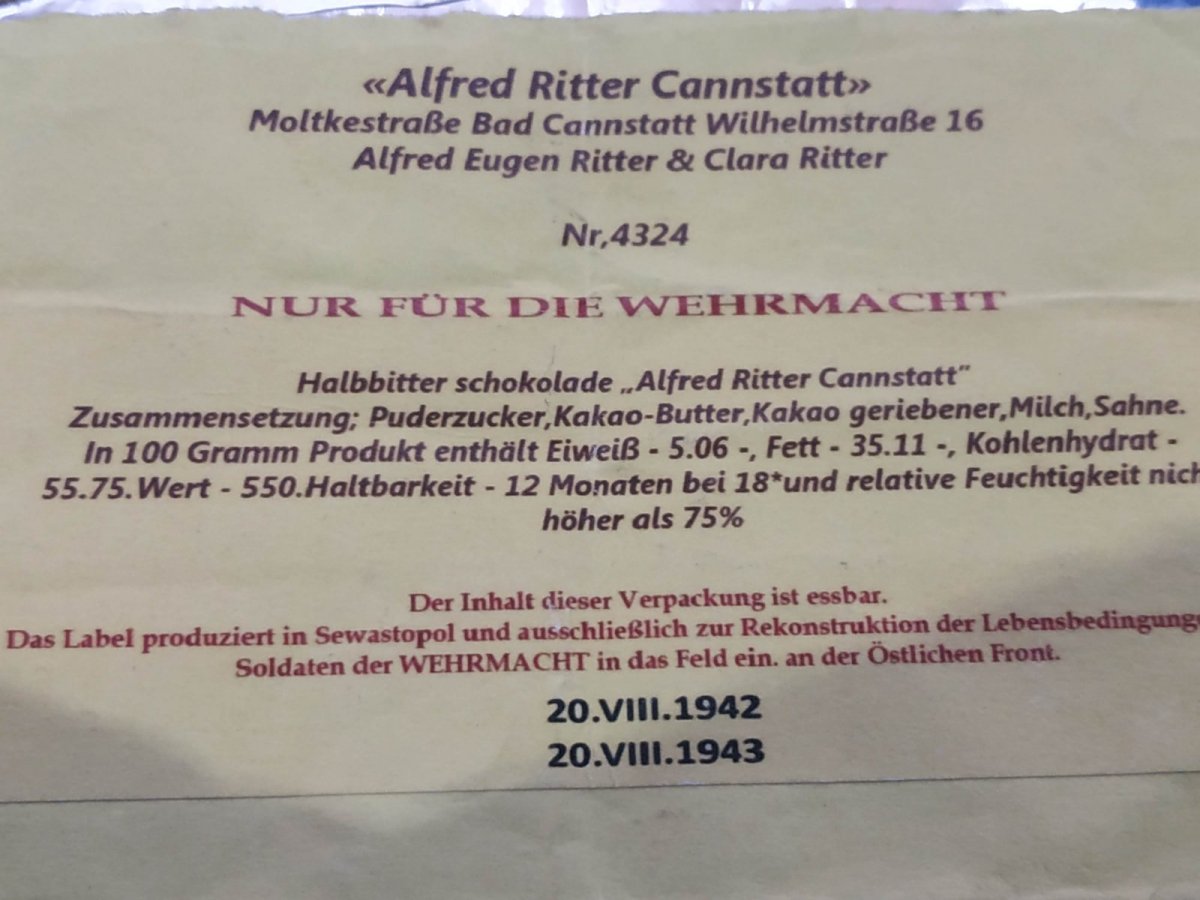 «Alfred Ritter Cannstatt»
Moltkestraße Bad Cannstatt Wilhelmstraße 16
Alfred Eugen Ritter & Clara Ritter
Nr,4324
NUR FÜR DIE WEHRMACHT
Halbbitter schokolade „Alfred Ritter Cannstatt"
Zusammensetzung; Puderzucker,Kakao-Butter,Kakao geriebener,Milch,Sahne.
In 100 Gramm Produkt enthält Eiweiß - 5.06 -, Fett - 35.11 -, Kohlenhydrat -
55.75.Wert - 550.Haltbarkeit - 12 Monaten bei 18*und relative Feuchtigkeit nich
höher als 75%
Der Inhalt dieser Verpackung ist essbar.
Das Label produziert in Sewastopol und ausschließlich zur Rekonstruktion der Lebensbedingung
Soldaten der WEHRMACHT in das Feld ein. an der Östlichen Front.
20.VIII.1942
20.VIII.1943